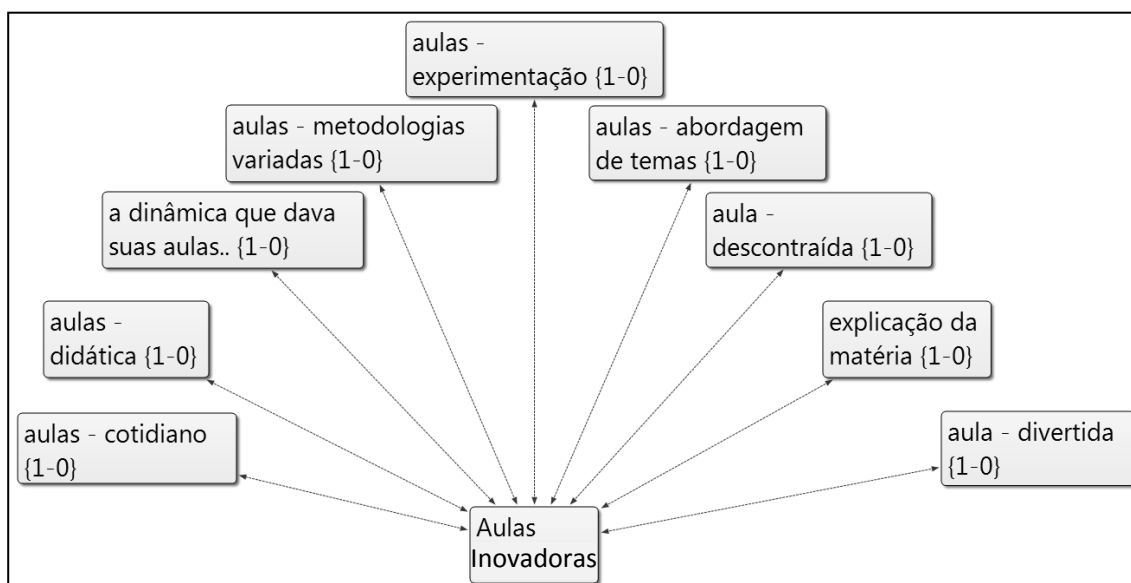 aulas -
experimentação {1-0}
aulas - metodologias
variadas {1-0}
aulas - abordagem
de temas {1-0}
a dinâmica que dava
suas aulas.. {1-0}
aula -
descontraída {1-0}
aulas -
didática {1-0}
explicação da
matéria {1-0}
aulas - cotidiano
{1-0}
aula - divertida
{1-0}
Aulas
Inovadoras